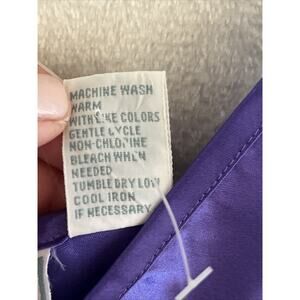 MACHINE WASH
WARM
WITH LIKE COLORS
GENTLE CYCLE
NON-CHLORINE
BLEACH WHEN
NEEDED
TUMBLE DRY LOW
COOL IRON
IF NECESSARY